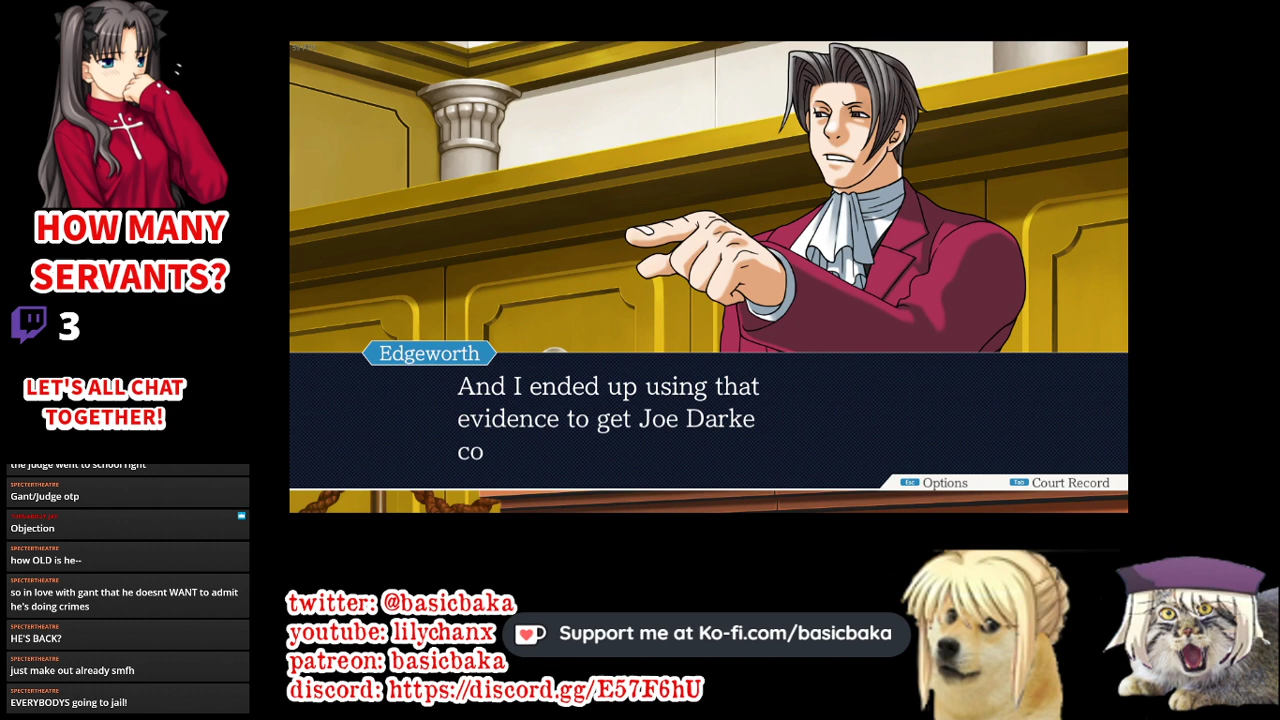 HOW MANY
SERVANTS?
3
LET'S ALL CHAT
TOGETHER!
the judge went to school right
SPECTERTHEATRE
Gant/Judge otp
Objection
SPECTERTHEATRE
how OLD is he--
SPECTERTHEATRE
so in love with gant that he doesnt WANT to admit
he's doing crimes
SPECTERTHEATRE
HE'S BACK?
SPECTERTHEATRE
just make out already smfh
SPECTERTHEATRE
EVERYBODYS going to jail!
Edgeworth
And I ended up using that
evidence to get Joe Darke
co
Esc Options
Tab Court Record
twitter: @basicbaka
youtube: lilychanx
patreon: basicbaka
discord: https://discord.gg/E57F6hU
Support me at Ko-fi.com/basicbaka